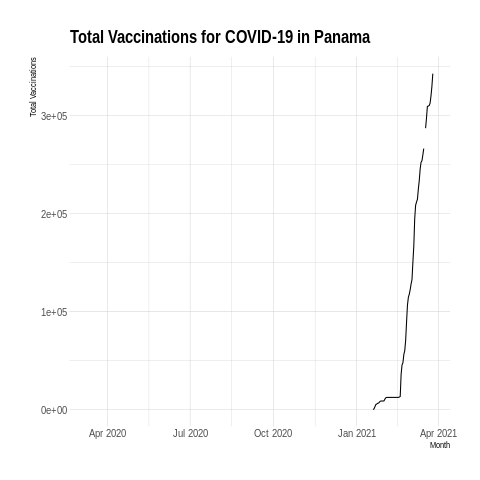 Total Vaccinations for COVID-19 in Panama
Total Vaccinations
3e+05
2e+05
1e+05
0e+00
Apr 2020 Jul 2020 Oct 2020 Jan 2021 Apr 2021
Month